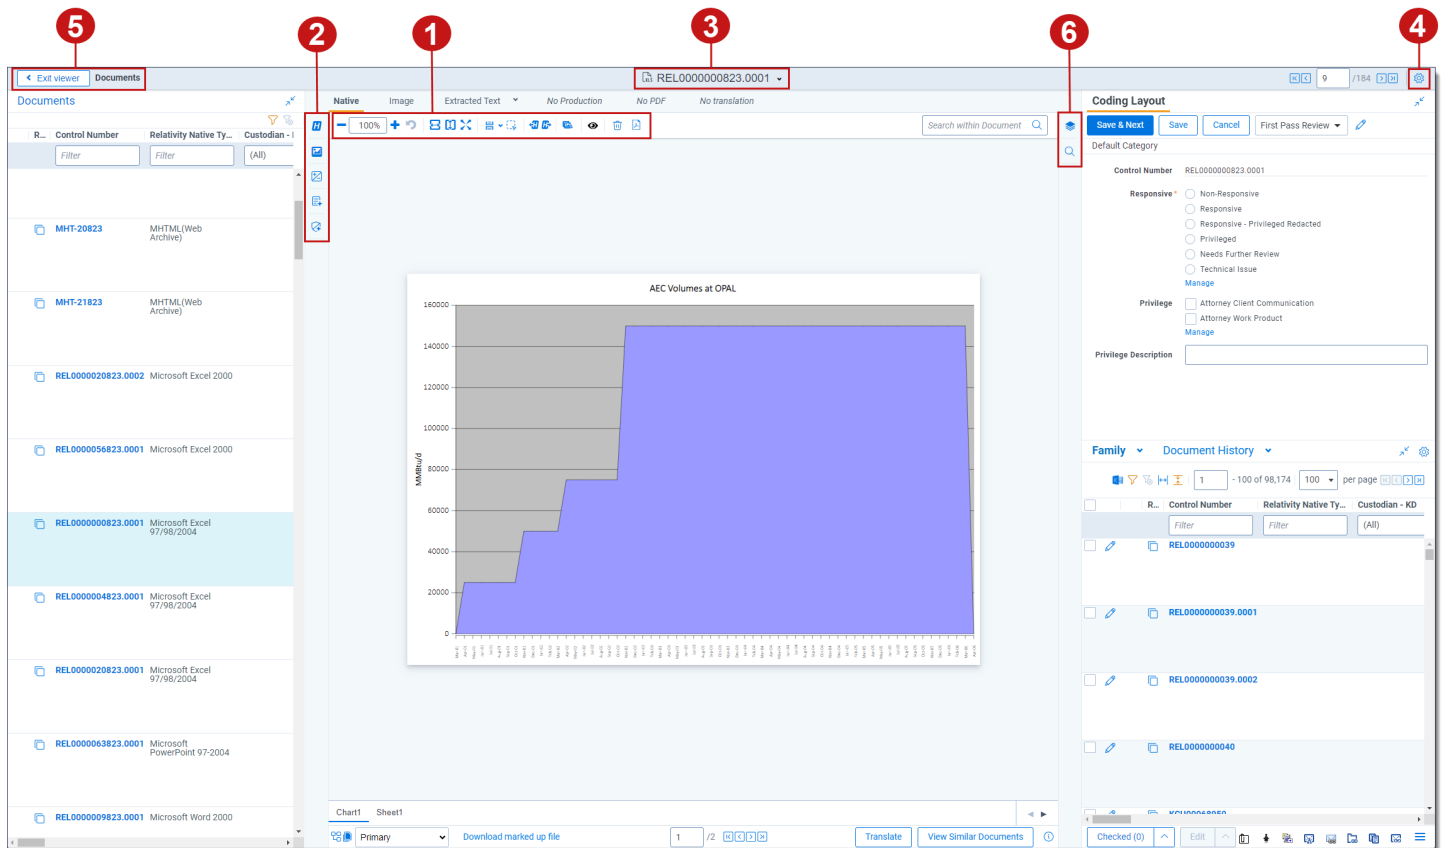 5
2
1
3
6
4
Exit viewer
Documents
REL0000000823.0001
9
/184
Documents
R... Control Number Relativity Native Ty... Custodian - I
Filter
Filter
(All)
MHT-20823 MHTML(Web
Archive)
MHT-21823 MHTML(Web
Archive)
REL0000020823.0002 Microsoft Excel 2000
REL0000056823.0001 Microsoft Excel 2000
REL0000000823.0001 Microsoft Excel
97/98/2004
REL0000004823.0001 Microsoft Excel
97/98/2004
REL0000020823.0001 Microsoft Excel
97/98/2004
REL0000063823.0001 Microsoft
PowerPoint 97-2004
REL0000009823.0001 Microsoft Word 2000
Native Image Extracted Text No Production No PDF No translation
100%
Search within Document
AEC Volumes at OPAL
MMBtu/d
160000
140000
120000
100000
80000
60000
40000
20000
0
Chart1 Sheet1
Primary
Download marked up file
1
/2
Translate
View Similar Documents
Coding Layout
Save & Next
Save
Cancel
First Pass Review
Default Category
Control Number REL0000000823.0001
Responsive* Non-Responsive
Responsive
Responsive - Privileged Redacted
Privileged
Needs Further Review
Technical Issue
Manage
Privilege Attorney Client Communication
Attorney Work Product
Manage
Privilege Description
Family Document History
1
- 100 of 98,174
100
per page
R... Control Number Relativity Native Ty... Custodian - KD
Filter
Filter
(All)
REL0000000039
REL0000000039.0001
REL0000000039.0002
REL0000000040
Checked (0)
Edit